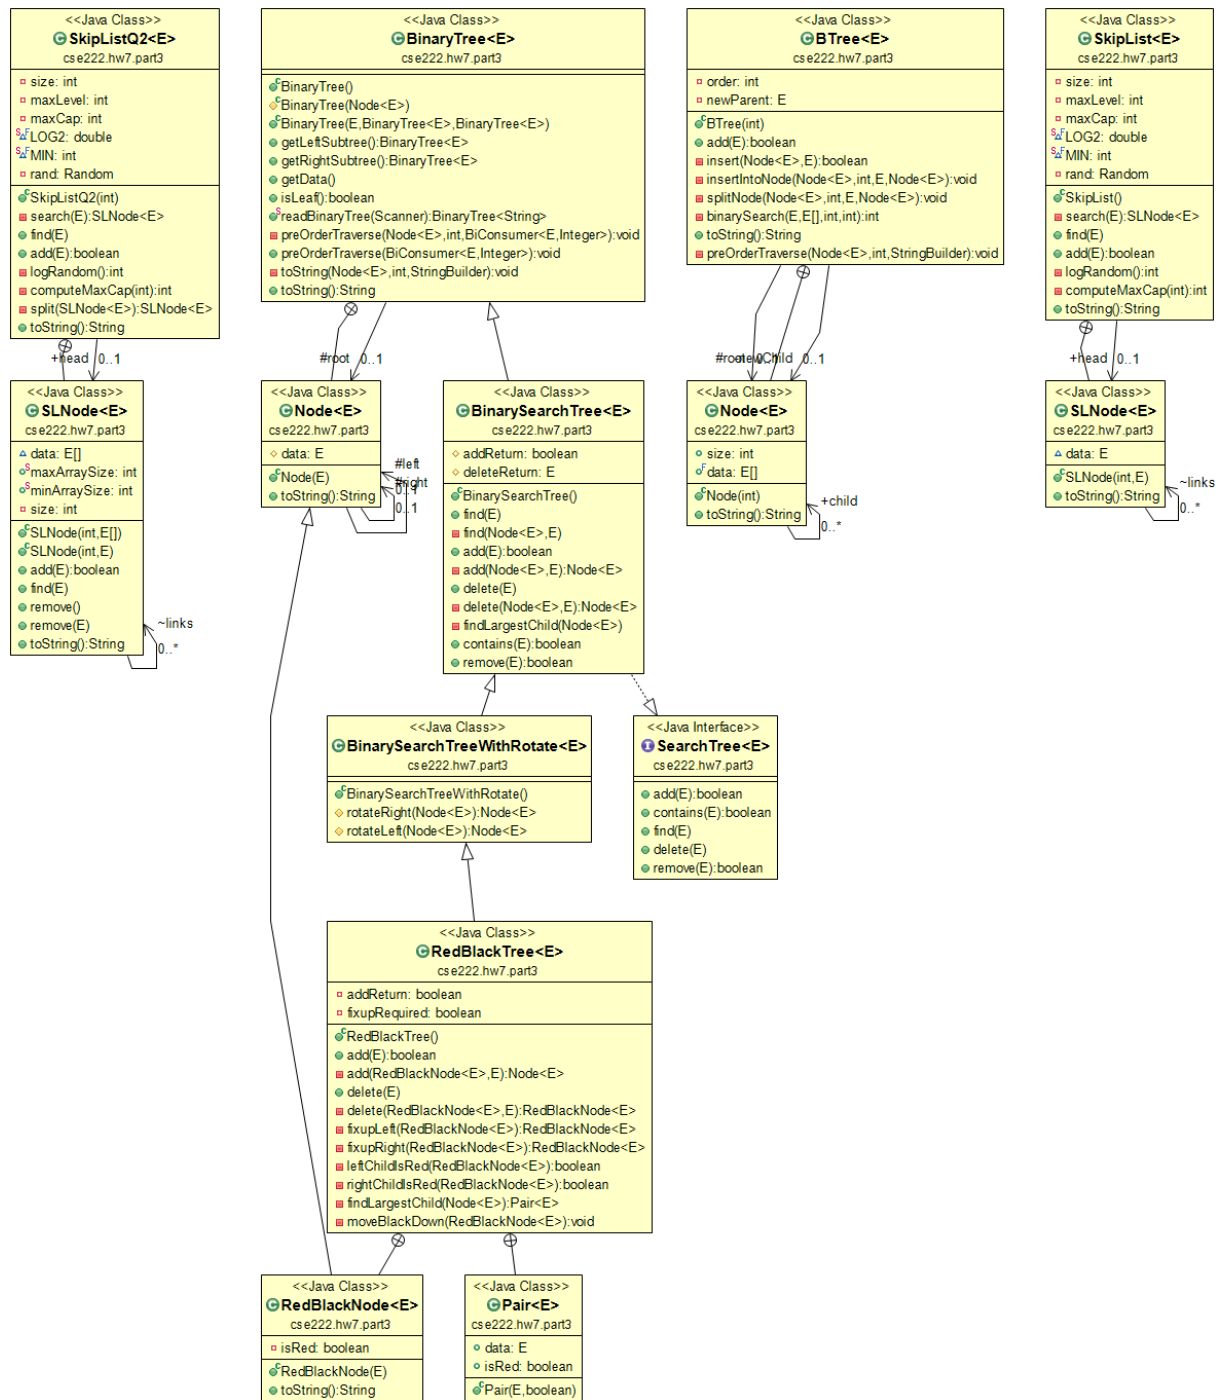 <<Java Class>>
SkipListQ2<E>
cse222.hw7.part3
size: int
maxLevel: int
maxCap: int
LOG2: double
MIN: int
rand: Random
SkipListQ2(int)
search(E):SLNode<E>
find(E)
add(E):boolean
logRandom():int
computeMaxCap(int):int
split(SLNode<E>):SLNode<E>
toString():String
+head 0..1
<<Java Class>>
SLNode<E>
cse222.hw7.part3
data: E[]
maxArraySize: int
minArraySize: int
size: int
SLNode(int,E[])
SLNode(int,E)
add(E):boolean
find(E)
remove()
remove(E)
toString():String
~links
0..*
<<Java Class>>
BinaryTree<E>
cse222.hw7.part3
BinaryTree()
BinaryTree(Node<E>)
BinaryTree(E,BinaryTree<E>,BinaryTree<E>)
getLeftSubtree():BinaryTree<E>
getRightSubtree():BinaryTree<E>
getData()
isLeaf():boolean
readBinaryTree(Scanner):BinaryTree<String>
preOrderTraverse(Node<E>,int,BiConsumer<E,Integer>):void
preOrderTraverse(BiConsumer<E,Integer>):void
toString(Node<E>,int,StringBuilder):void
toString():String
#root 0..1
<<Java Class>>
Node<E>
cse222.hw7.part3
data: E
Node(E)
toString():String
#left
0..1
#right
0..1
<<Java Class>>
BinarySearchTree<E>
cse222.hw7.part3
addReturn: boolean
deleteReturn: E
BinarySearchTree()
find(E)
find(Node<E>,E)
add(E):boolean
add(Node<E>,E):Node<E>
delete(E)
delete(Node<E>,E):Node<E>
findLargestChild(Node<E>)
contains(E):boolean
remove(E):boolean
<<Java Class>>
BinarySearchTreeWithRotate<E>
cse222.hw7.part3
BinarySearchTreeWithRotate()
rotateRight(Node<E>):Node<E>
rotateLeft(Node<E>):Node<E>
<<Java Interface>>
SearchTree<E>
cse222.hw7.part3
add(E):boolean
contains(E):boolean
find(E)
delete(E)
remove(E):boolean
<<Java Class>>
RedBlackTree<E>
cse222.hw7.part3
addReturn: boolean
fixupRequired: boolean
RedBlackTree()
add(E):boolean
add(RedBlackNode<E>,E):Node<E>
delete(E)
delete(RedBlackNode<E>,E):RedBlackNode<E>
fixupLeft(RedBlackNode<E>):RedBlackNode<E>
fixupRight(RedBlackNode<E>):RedBlackNode<E>
leftChildIsRed(RedBlackNode<E>):boolean
rightChildIsRed(RedBlackNode<E>):boolean
findLargestChild(Node<E>):Pair<E>
moveBlackDown(RedBlackNode<E>):void
<<Java Class>>
RedBlackNode<E>
cse222.hw7.part3
isRed: boolean
RedBlackNode(E)
toString():String
<<Java Class>>
Pair<E>
cse222.hw7.part3
data: E
isRed: boolean
Pair(E,boolean)
<<Java Class>>
BTree<E>
cse222.hw7.part3
order: int
newParent: E
BTree(int)
add(E):boolean
insert(Node<E>,E):boolean
insertIntoNode(Node<E>,int,E,Node<E>):void
splitNode(Node<E>,int,E,Node<E>):void
binarySearch(E,E[],int,int):int
toString():String
preOrderTraverse(Node<E>,int,StringBuilder):void
#root 0..1
0..1
<<Java Class>>
Node<E>
cse222.hw7.part3
size: int
data: E[]
Node(int)
toString():String
+child
0..*
<<Java Class>>
SkipList<E>
cse222.hw7.part3
size: int
maxLevel: int
maxCap: int
LOG2: double
MIN: int
rand: Random
SkipList()
search(E):SLNode<E>
find(E)
add(E):boolean
logRandom():int
computeMaxCap(int):int
toString():String
+head 0..1
<<Java Class>>
SLNode<E>
cse222.hw7.part3
data: E
SLNode(int,E)
toString():String
~links
0..*